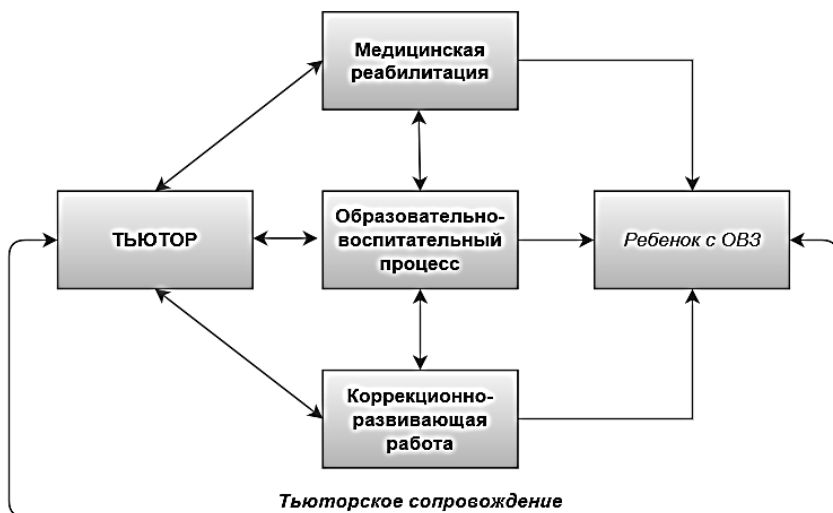 Медицинская
реабилитация
ТЬЮТОР
Образовательно-
воспитательный
процесс
Ребенок с ОВЗ
Коррекционно-
развивающая
работа
Тьюторское сопровождение